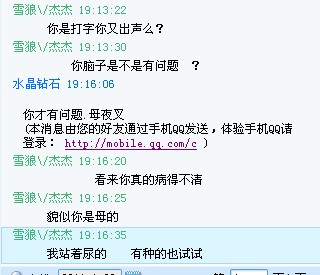 雪狼\/杰杰 19:13:22
你是打字你又出声么？
雪狼\/杰杰 19:13:30
你脑子是不是有问题 ？
水晶钻石 19:16:06
你才有问题.母夜叉
(本消息由您的好友通过手机QQ发送，体验手机QQ请
登录： http://mobile.qq.com/c )
雪狼\/杰杰 19:16:20
看来你真的病得不清
雪狼\/杰杰 19:16:25
貌似你是母的
雪狼\/杰杰 19:16:35
我站着尿的 有种的也试试